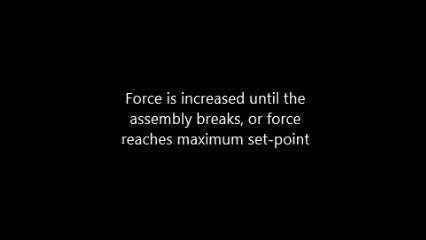 Force is increased until the
assembly breaks, or force
reaches maximum set-point